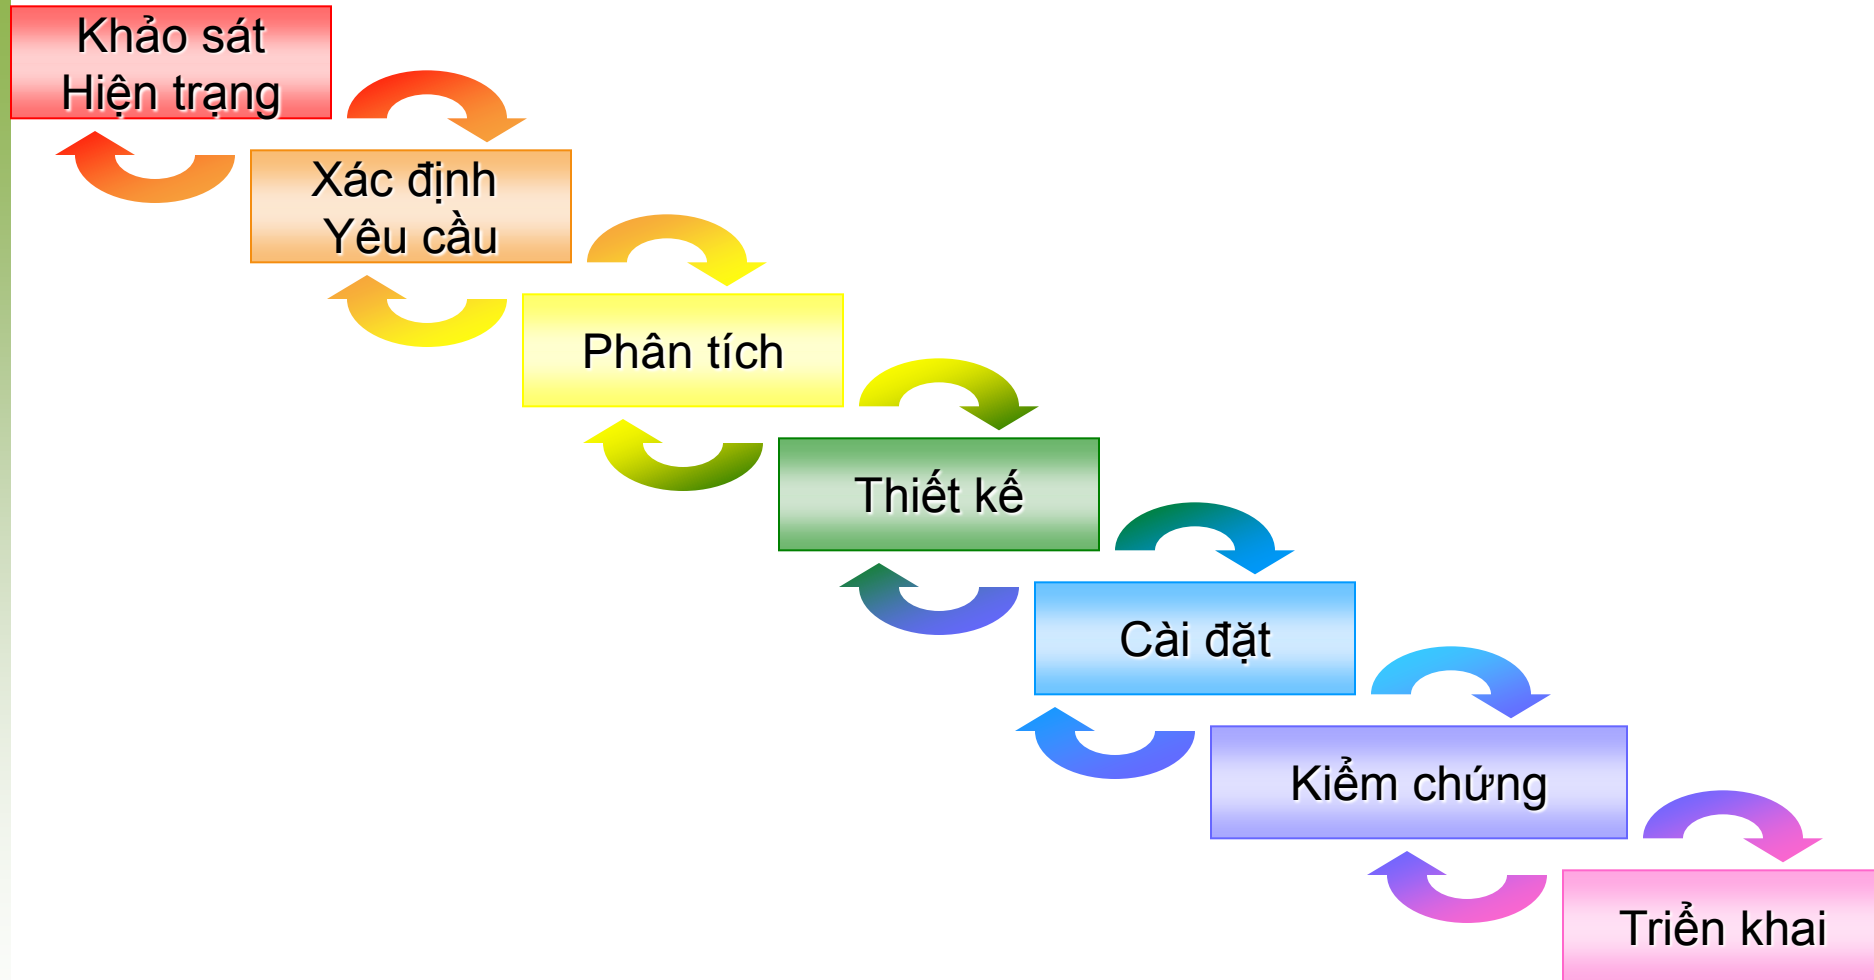 Khảo sát
Hiện trạng
Xác định
Yêu cầu
Phân tích
Thiết kế
Cài đặt
Kiểm chứng
Triển khai